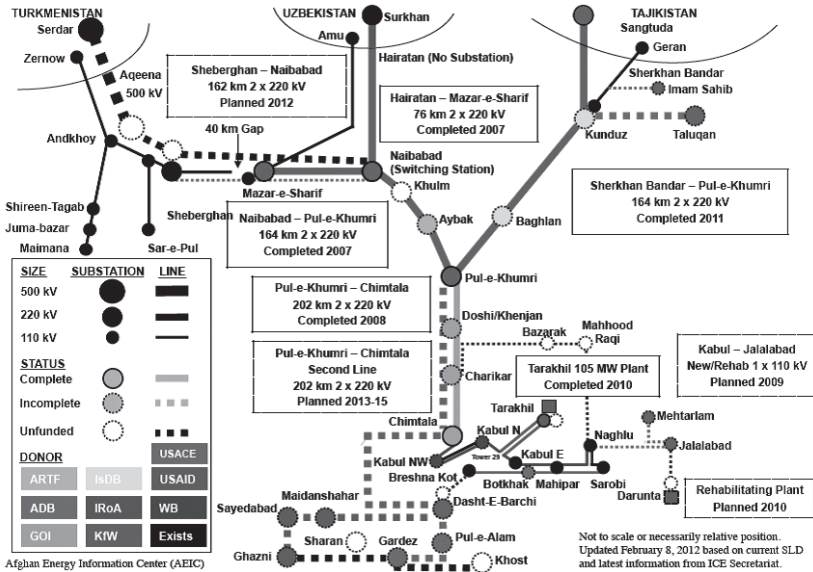 TURKMENISTAN
Serdar
Zernow
Aqeena
500 kV
Andkhoy
Shireen-Tagab
Juma-bazar
Maimana
Sar-e-Pul
Sheberghan
UZBEKISTAN
Surkhan
Amu
Hairatan (No Substation)
TAJIKISTAN
Sangtuda
Geran
Sherkhan Bandar
Imam Sahib
Kunduz
Taluqan
Sheberghan – Naibabad
162 km 2 x 220 kV
Planned 2012
40 km Gap
Hairatan – Mazar-e-Sharif
76 km 2 x 220 kV
Completed 2007
Naibabad
(Switching Station)
Mazar-e-Sharif
Khulm
Aybak
Baghlan
Sherkhan Bandar – Pul-e-Khumri
164 km 2 x 220 kV
Completed 2011
Naibabad – Pul-e-Khumri
164 km 2 x 220 kV
Completed 2007
Pul-e-Khumri
Pul-e-Khumri – Chimtala
202 km 2 x 220 kV
Completed 2008
Doshi/Khenjan
Pul-e-Khumri – Chimtala
Second Line
202 km 2 x 220 kV
Planned 2013-15
Charikar
Bazarak
Mahhood
Raqi
Tarakhil 105 MW Plant
Completed 2010
Kabul – Jalalabad
New/Rehab 1 x 110 kV
Planned 2009
Chimtala
Tarakhil
Kabul N
Tower 29
Kabul NW
Kabul E
Naghlu
Mehtarlam
Jalalabad
Breshna Kot
Botkhak
Mahipar
Sarobi
Darunta
Rehabilitating Plant
Planned 2010
Dasht-E-Barchi
Maidanshahar
Sayedabad
Sharan
Gardez
Pul-e-Alam
Ghazni
Khost
SIZE SUBSTATION LINE
500 kV
220 kV
110 kV
STATUS
Complete
Incomplete
Unfunded
DONOR
USACE
ARTF IsDB USAID
ADB IRoA WB
GOI KfW Exists
Afghan Energy Information Center (AEIC)
Not to scale or necessarily relative position.
Updated February 8, 2012 based on current SLD
and latest information from ICE Secretariat.